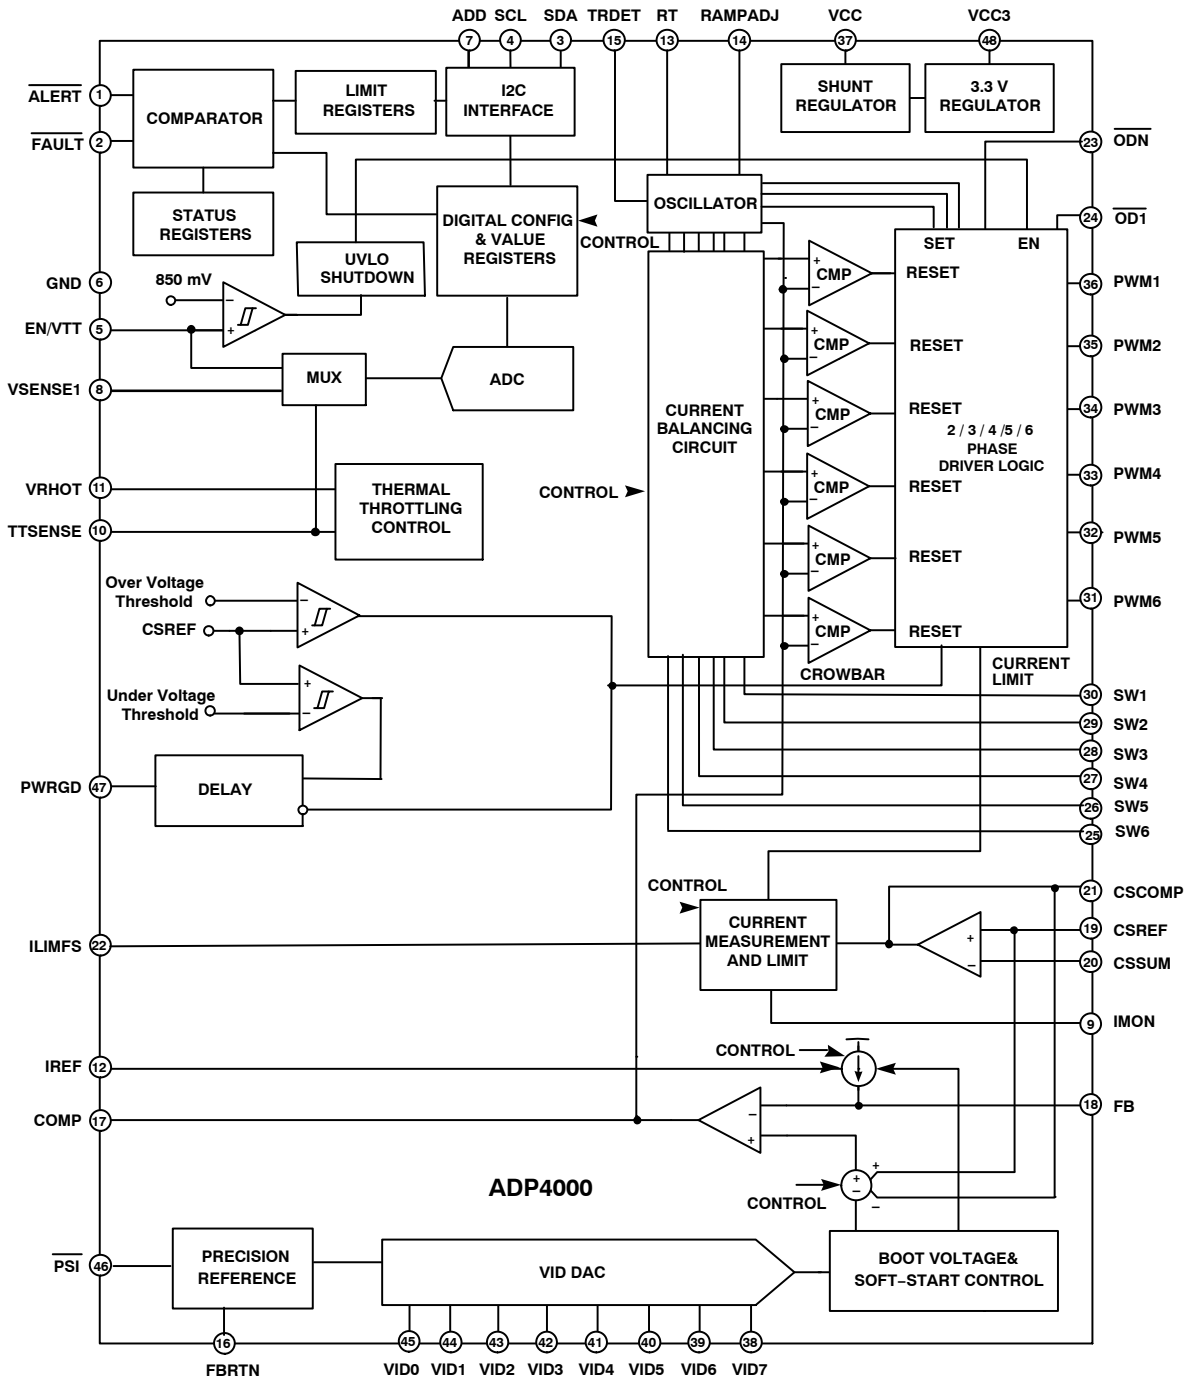 ADD SCL SDA TRDET RT RAMPADJ VCC VCC3
7 4 3 15 13 14 37 48
ALERT 1
FAULT 2
COMPARATOR
LIMIT
REGISTERS
I2C
INTERFACE
SHUNT
REGULATOR
3.3 V
REGULATOR
23 ODN
24 OD1
STATUS
REGISTERS
DIGITAL CONFIG
& VALUE
REGISTERS
CONTROL
OSCILLATOR
UVLO
SHUTDOWN
GND 6
850 mV
−
+
EN/VTT 5
VSENSE1 8
MUX
ADC
SET EN
+
−
CMP
RESET
36 PWM1
+
−
CMP
RESET
35 PWM2
+
−
CMP
RESET
34 PWM3
2 / 3 / 4 /5 / 6
PHASE
DRIVER LOGIC
CURRENT
BALANCING
CIRCUIT
CONTROL
+
−
CMP
RESET
33 PWM4
+
−
CMP
RESET
32 PWM5
+
−
CMP
RESET
31 PWM6
VRHOT 11
TTSENSE 10
THERMAL
THROTTLING
CONTROL
Over Voltage
Threshold
−
CSREF
+
Under Voltage
Threshold
+
−
CROWBAR
CURRENT
LIMIT
30 SW1
29 SW2
28 SW3
27 SW4
26 SW5
25 SW6
PWRGD 47
DELAY
CONTROL
CURRENT
MEASUREMENT
AND LIMIT
ILIMFS 22
+
−
21 CSCOMP
19 CSREF
20 CSSUM
9 IMON
IREF 12
CONTROL
COMP 17
−
+
18 FB
ADP4000
CONTROL
+
−
+
−
PSI 46
PRECISION
REFERENCE
VID DAC
BOOT VOLTAGE&
SOFT−START CONTROL
16 45 44 43 42 41 40 39 38
FBRTN VID0 VID1 VID2 VID3 VID4 VID5 VID6 VID7